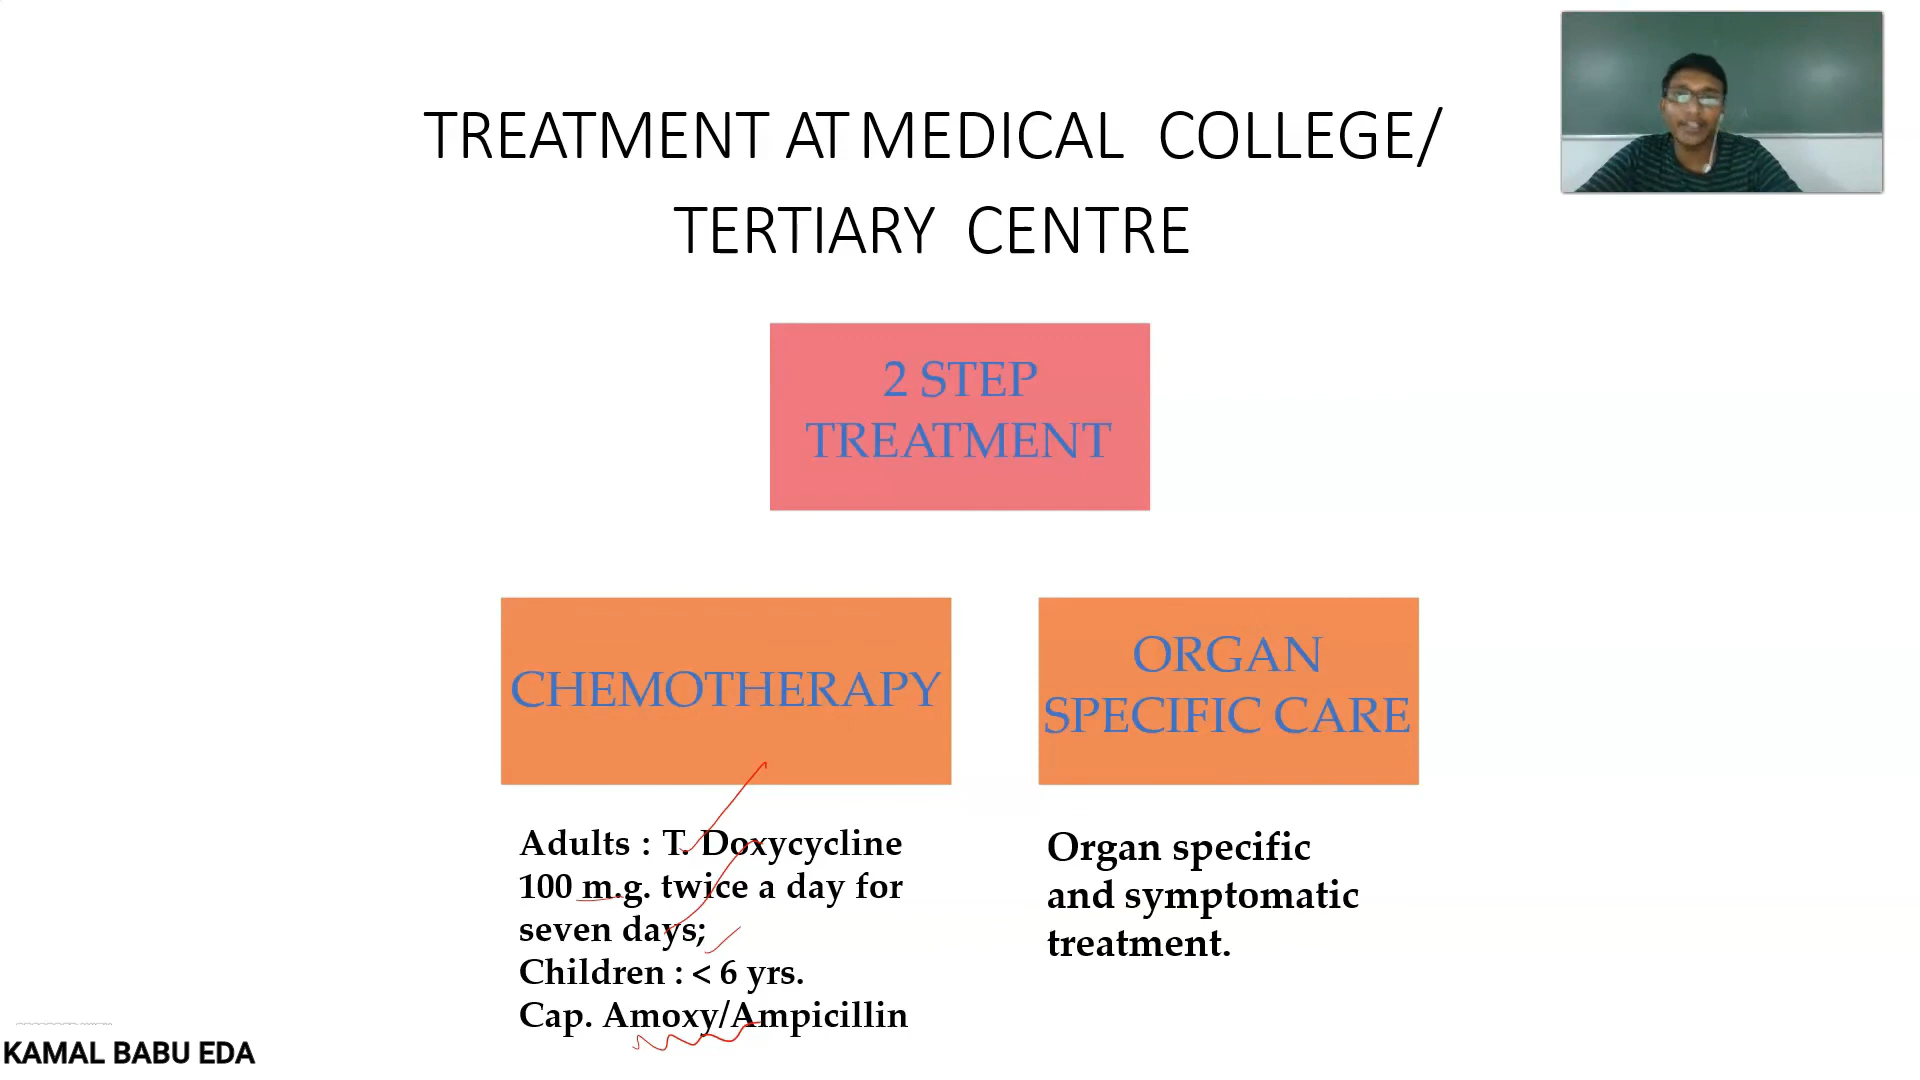 TREATMENT AT MEDICAL COLLEGE/
TERTIARY CENTRE
2 STEP
TREATMENT
CHEMOTHERAPY
ORGAN
SPECIFIC CARE
Adults : T. Doxycycline
100 m.g. twice a day for
seven days;
Children : < 6 yrs.
Cap. Amoxy/Ampicillin
Organ specific
and symptomatic
treatment.
KAMAL BABU EDA